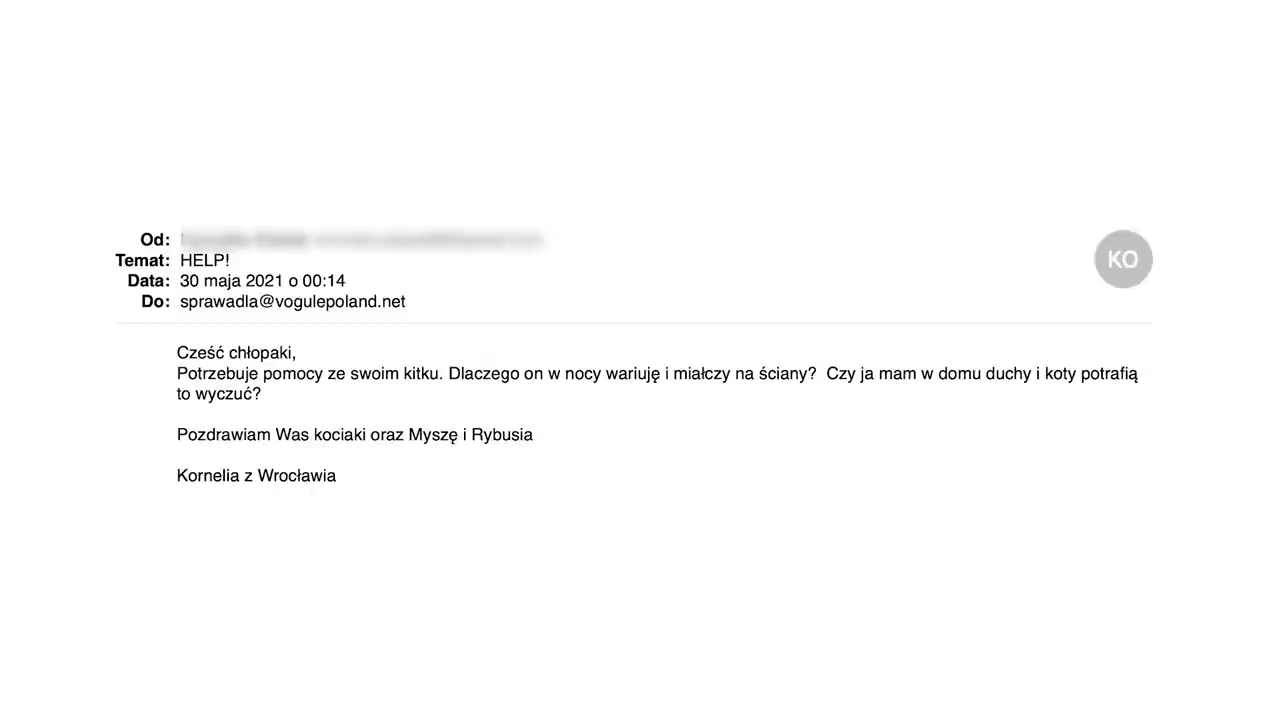 Od:
Temat: HELP!
Data: 30 maja 2021 o 00:14
Do: sprawadla@vogulepoland.net
KO
Cześć chłopaki,
Potrzebuje pomocy ze swoim kitku. Dlaczego on w nocy wariuję i miałczy na ściany?  Czy ja mam w domu duchy i koty potrafią
to wyczuć?
Pozdrawiam Was kociaki oraz Myszę i Rybusia
Kornelia z Wrocławia